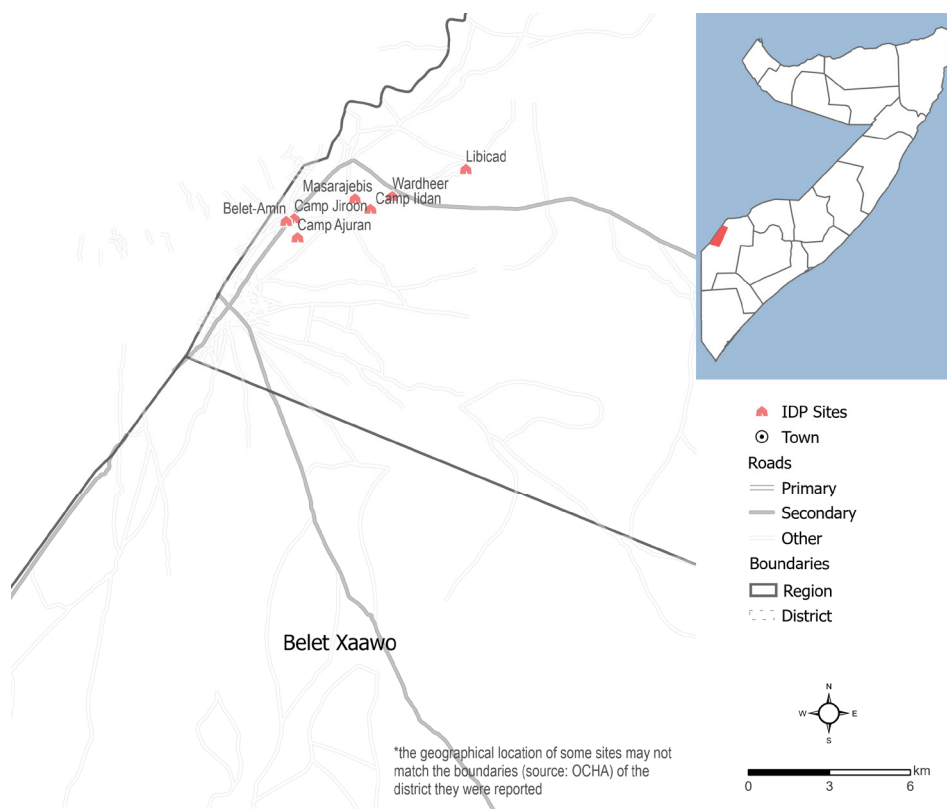 Libicad
Masarajebis
Wardheer
Camp Iidan
Belet-Amin
Camp Jiroon
Camp Ajuran
Belet Xaawo
*the geographical location of some sites may not
match the boundaries (source: OCHA) of the
district they were reported
IDP Sites
Town
Roads
Primary
Secondary
Other
Boundaries
Region
District
N
W
E
S
km
0
3
6